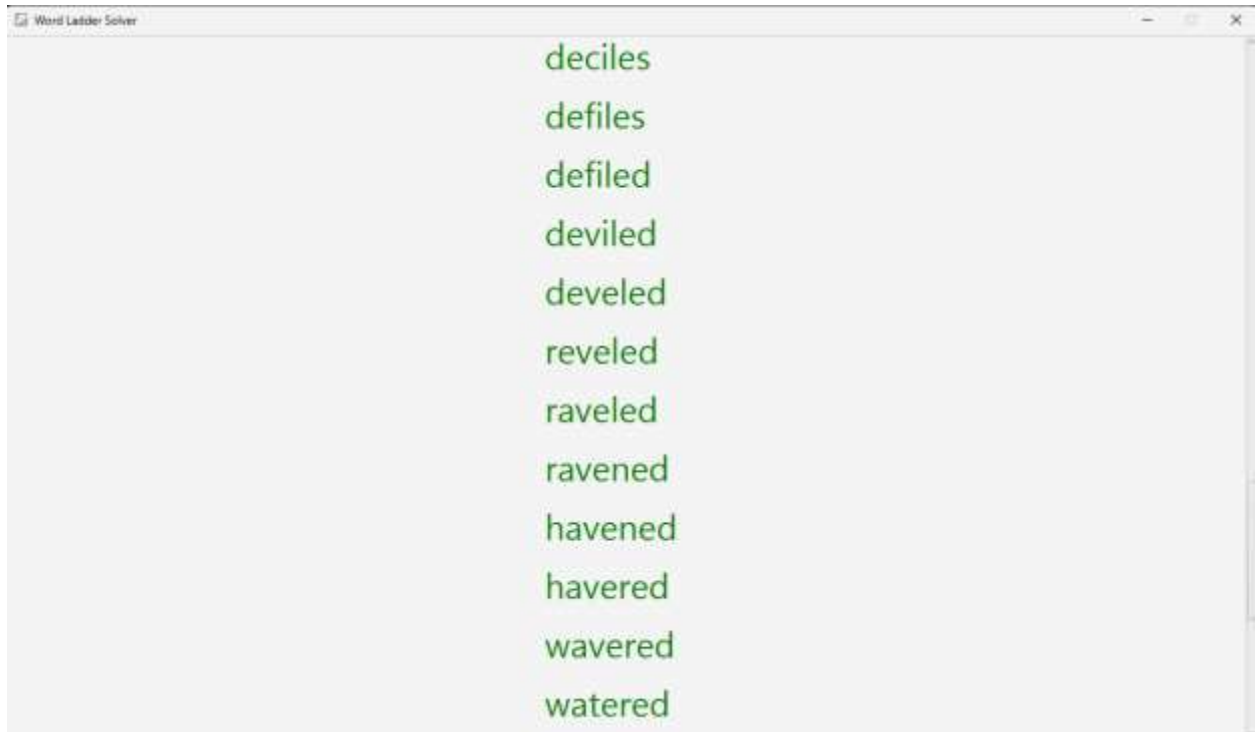 Word Ladder Solver
deciles
defiles
defiled
deviled
develed
reveled
raveled
ravened
havened
havered
wavered
watered